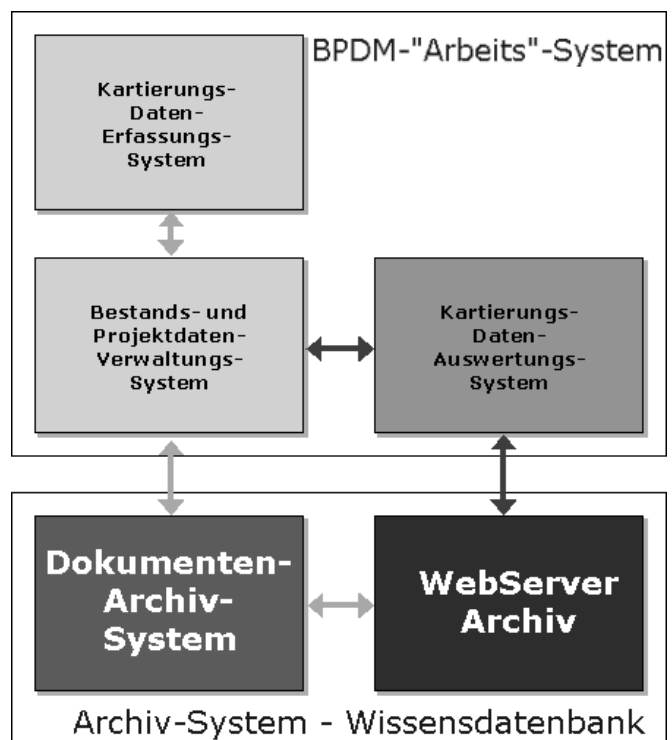 BPDM-"Arbeits"-System
Kartierungs-
Daten-
Erfassungs-
System
Bestands- und
Projektdaten-
Verwaltungs-
System
Kartierungs-
Daten-
Auswertungs-
System
Dokumenten-
Archiv-
System
WebServer
Archiv
Archiv-System - Wissensdatenbank